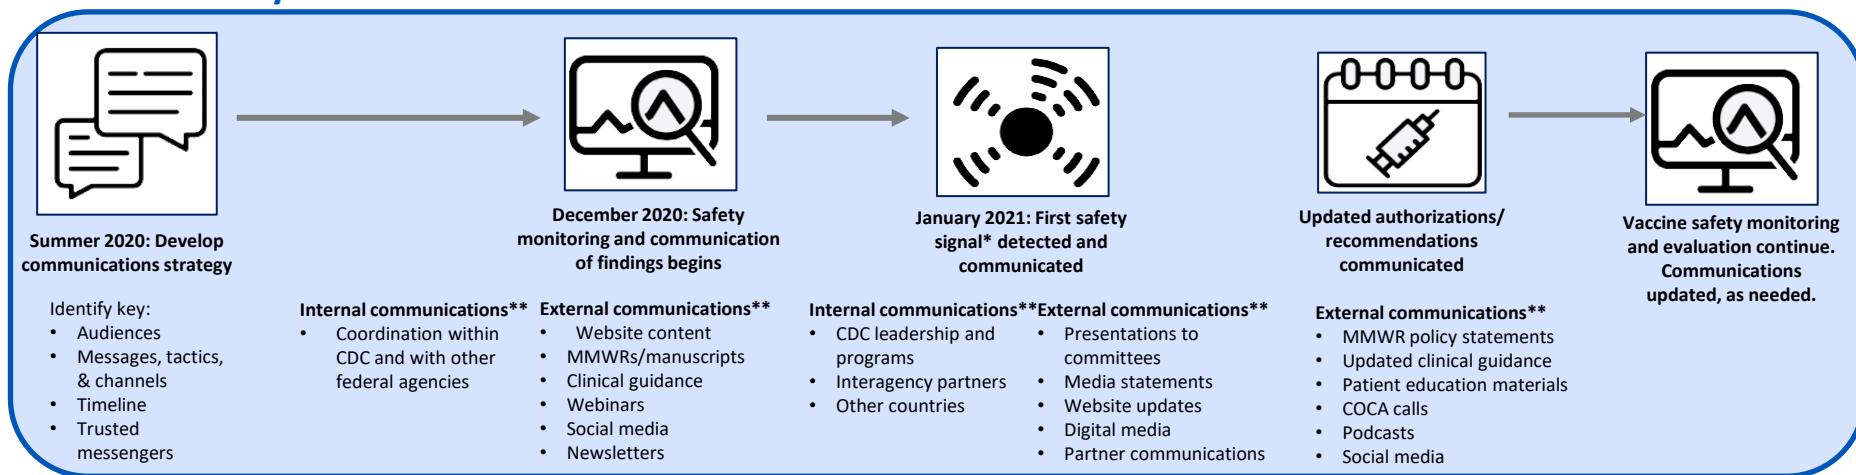 Summer 2020: Develop
communications strategy
Identify key:
• Audiences
• Messages, tactics,
& channels
• Timeline
• Trusted
messengers
December 2020: Safety
monitoring and communication
of findings begins
Internal communications**
• Coordination within
CDC and with other
federal agencies
External communications**
• Website content
• MMWRs/manuscripts
• Clinical guidance
• Webinars
• Social media
• Newsletters
January 2021: First safety
signal* detected and
communicated
Internal communications**
• CDC leadership and
programs
• Interagency partners
• Other countries
External communications**
• Presentations to
committees
• Media statements
• Website updates
• Digital media
• Partner communications
Updated authorizations/
recommendations
communicated
External communications**
• MMWR policy statements
• Updated clinical guidance
• Patient education materials
• COCA calls
• Podcasts
• Social media
Vaccine safety monitoring
and evaluation continue.
Communications
updated, as needed.